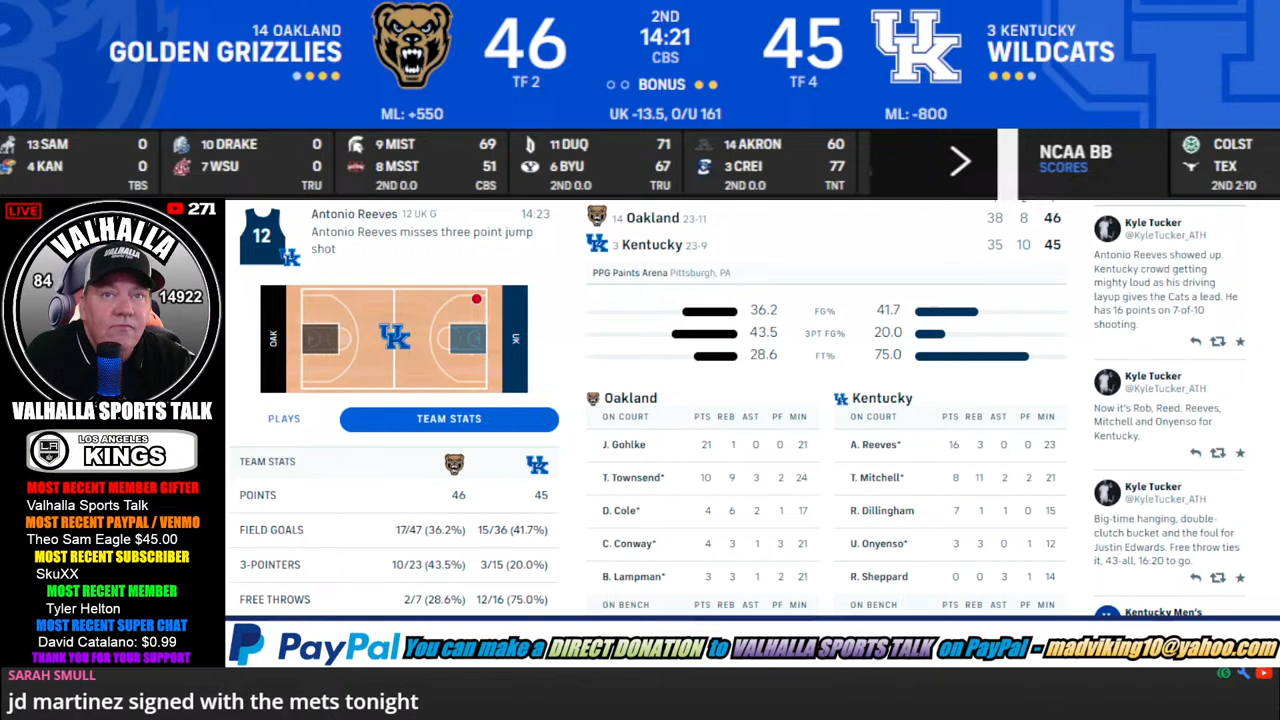 14 OAKLAND
GOLDEN GRIZZLIES
46
TF 2
ML: +550
2ND
14:21
CBS
BONUS
UK -13.5, O/U 161
45
TF 4
UK
3 KENTUCKY
WILDCATS
ML: -800
13 SAM 0
4 KAN 0
TBS
10 DRAKE 0
7 WSU 0
TRU
9 MIST 69
8 MSST 51
2ND 0.0 CBS
11 DUQ 71
6 BYU 67
2ND 0.0 TRU
14 AKRON 60
3 CREI 77
2ND 0.0 TNT
NCAA BB
SCORES
COLST
TEX
2ND 2:10
LIVE
271
VALHALLA
84
14922
VALHALLA SPORTS TALK
LOS ANGELES
KINGS
MOST RECENT MEMBER GIFTER
Valhalla Sports Talk
MOST RECENT PAYPAL / VENMO
Theo Sam Eagle $45.00
MOST RECENT SUBSCRIBER
SkuXX
MOST RECENT MEMBER
Tyler Helton
MOST RECENT SUPER CHAT
David Catalano: $0.99
THANK YOU FOR YOUR SUPPORT
12
Antonio Reeves 12 UK G 14:23
Antonio Reeves misses three point jump
shot
OAK
UK
UK
PLAYS
TEAM STATS
TEAM STATS
POINTS 46 45
FIELD GOALS 17/47 (36.2%) 15/36 (41.7%)
3-POINTERS 10/23 (43.5%) 3/15 (20.0%)
FREE THROWS 2/7 (28.6%) 12/16 (75.0%)
14 Oakland 23-11 38 8 46
3 Kentucky 23-9 35 10 45
PPG Paints Arena Pittsburgh, PA
36.2 FG% 41.7
43.5 3PT FG% 20.0
28.6 FT% 75.0
Oakland
ON COURT PTS REB AST PF MIN
J. Gohlke 21 1 0 0 21
T. Townsend* 10 9 3 2 24
D. Cole* 4 6 2 1 17
C. Conway* 4 3 1 3 21
B. Lampman* 3 3 1 2 21
ON BENCH PTS REB AST PF MIN
Kentucky
ON COURT PTS REB AST PF MIN
A. Reeves* 16 3 0 0 23
T. Mitchell* 8 11 2 2 21
R. Dillingham 7 1 1 0 15
U. Onyenso* 3 3 0 1 12
R. Sheppard 0 0 3 1 14
ON BENCH PTS REB AST PF MIN
Kyle Tucker
@KyleTucker_ATH
Antonio Reeves showed up.
Kentucky crowd getting
mighty loud as his driving
layup gives the Cats a lead. He
has 16 points on 7-of-10
shooting.
Kyle Tucker
@KyleTucker_ATH
Now it's Rob, Reed, Reeves,
Mitchell and Onyenso for
Kentucky.
Kyle Tucker
@KyleTucker_ATH
Big-time hanging, double-
clutch bucket and the foul for
Justin Edwards. Free throw ties
it, 43-all, 16:20 to go.
Kentucky Men's
PayPal You can make a DIRECT DONATION to VALHALLA SPORTS TALK on PayPal - madviking10@yahoo.com
SARAH SMULL
jd martinez signed with the mets tonight